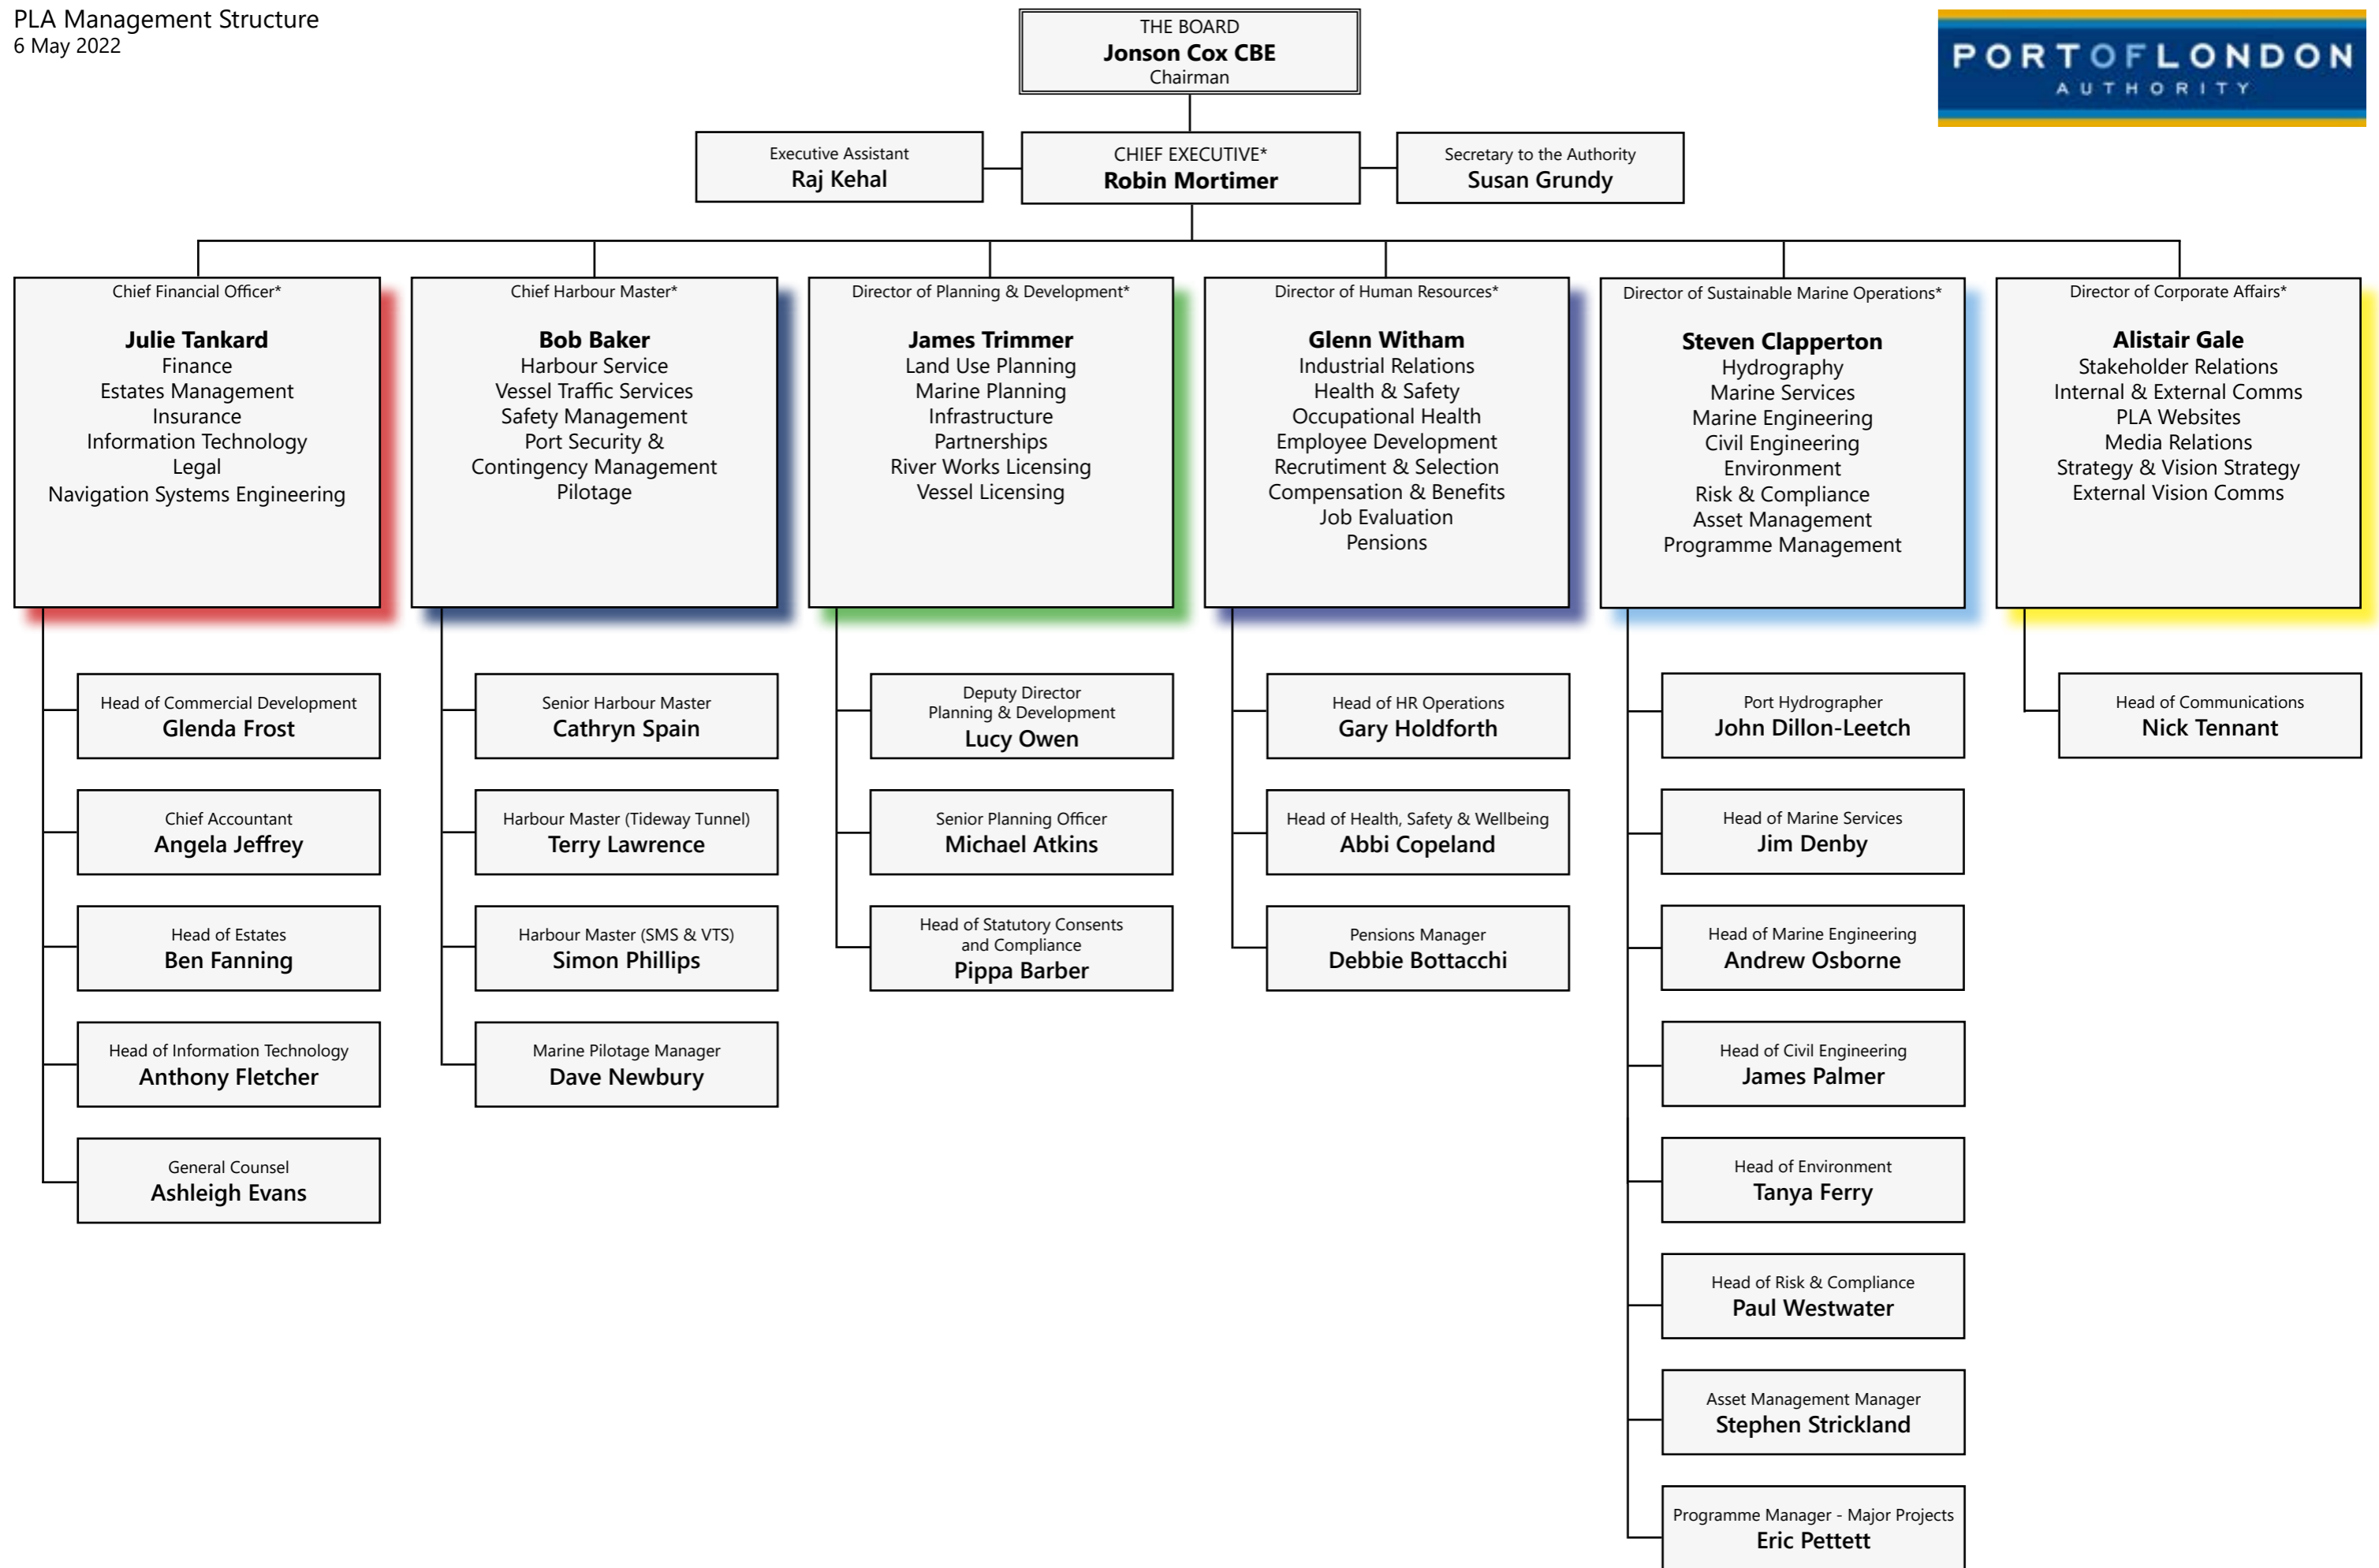 PLA Management Structure
6 May 2022
THE BOARD
Jonson Cox CBE
Chairman
PORTOFLONDON
AUTHORITY
Executive Assistant
Raj Kehal
CHIEF EXECUTIVE*
Robin Mortimer
Secretary to the Authority
Susan Grundy
Chief Financial Officer*
Julie Tankard
Finance
Estates Management
Insurance
Information Technology
Legal
Navigation Systems Engineering
Chief Harbour Master*
Bob Baker
Harbour Service
Vessel Traffic Services
Safety Management
Port Security &
Contingency Management
Pilotage
Director of Planning & Development*
James Trimmer
Land Use Planning
Marine Planning
Infrastructure
Partnerships
River Works Licensing
Vessel Licensing
Director of Human Resources*
Glenn Witham
Industrial Relations
Health & Safety
Occupational Health
Employee Development
Recrutiment & Selection
Compensation & Benefits
Job Evaluation
Pensions
Director of Sustainable Marine Operations*
Steven Clapperton
Hydrography
Marine Services
Marine Engineering
Civil Engineering
Environment
Risk & Compliance
Asset Management
Programme Management
Director of Corporate Affairs*
Alistair Gale
Stakeholder Relations
Internal & External Comms
PLA Websites
Media Relations
Strategy & Vision Strategy
External Vision Comms
Head of Commercial Development
Glenda Frost
Chief Accountant
Angela Jeffrey
Head of Estates
Ben Fanning
Head of Information Technology
Anthony Fletcher
General Counsel
Ashleigh Evans
Senior Harbour Master
Cathryn Spain
Harbour Master (Tideway Tunnel)
Terry Lawrence
Harbour Master (SMS & VTS)
Simon Phillips
Marine Pilotage Manager
Dave Newbury
Deputy Director
Planning & Development
Lucy Owen
Senior Planning Officer
Michael Atkins
Head of Statutory Consents
and Compliance
Pippa Barber
Head of HR Operations
Gary Holdforth
Head of Health, Safety & Wellbeing
Abbi Copeland
Pensions Manager
Debbie Bottacchi
Port Hydrographer
John Dillon-Leetch
Head of Marine Services
Jim Denby
Head of Marine Engineering
Andrew Osborne
Head of Civil Engineering
James Palmer
Head of Environment
Tanya Ferry
Head of Risk & Compliance
Paul Westwater
Asset Management Manager
Stephen Strickland
Programme Manager - Major Projects
Eric Pettett
Head of Communications
Nick Tennant